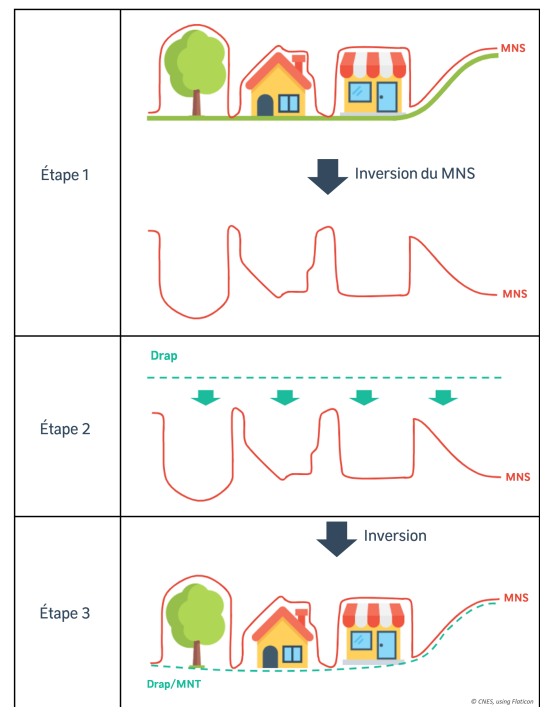 MNS
Étape 1
Inversion du MNS
MNS
Drap
Étape 2
MNS
Inversion
Étape 3
MNS
Drap/MNT
© CNES, using Flaticon